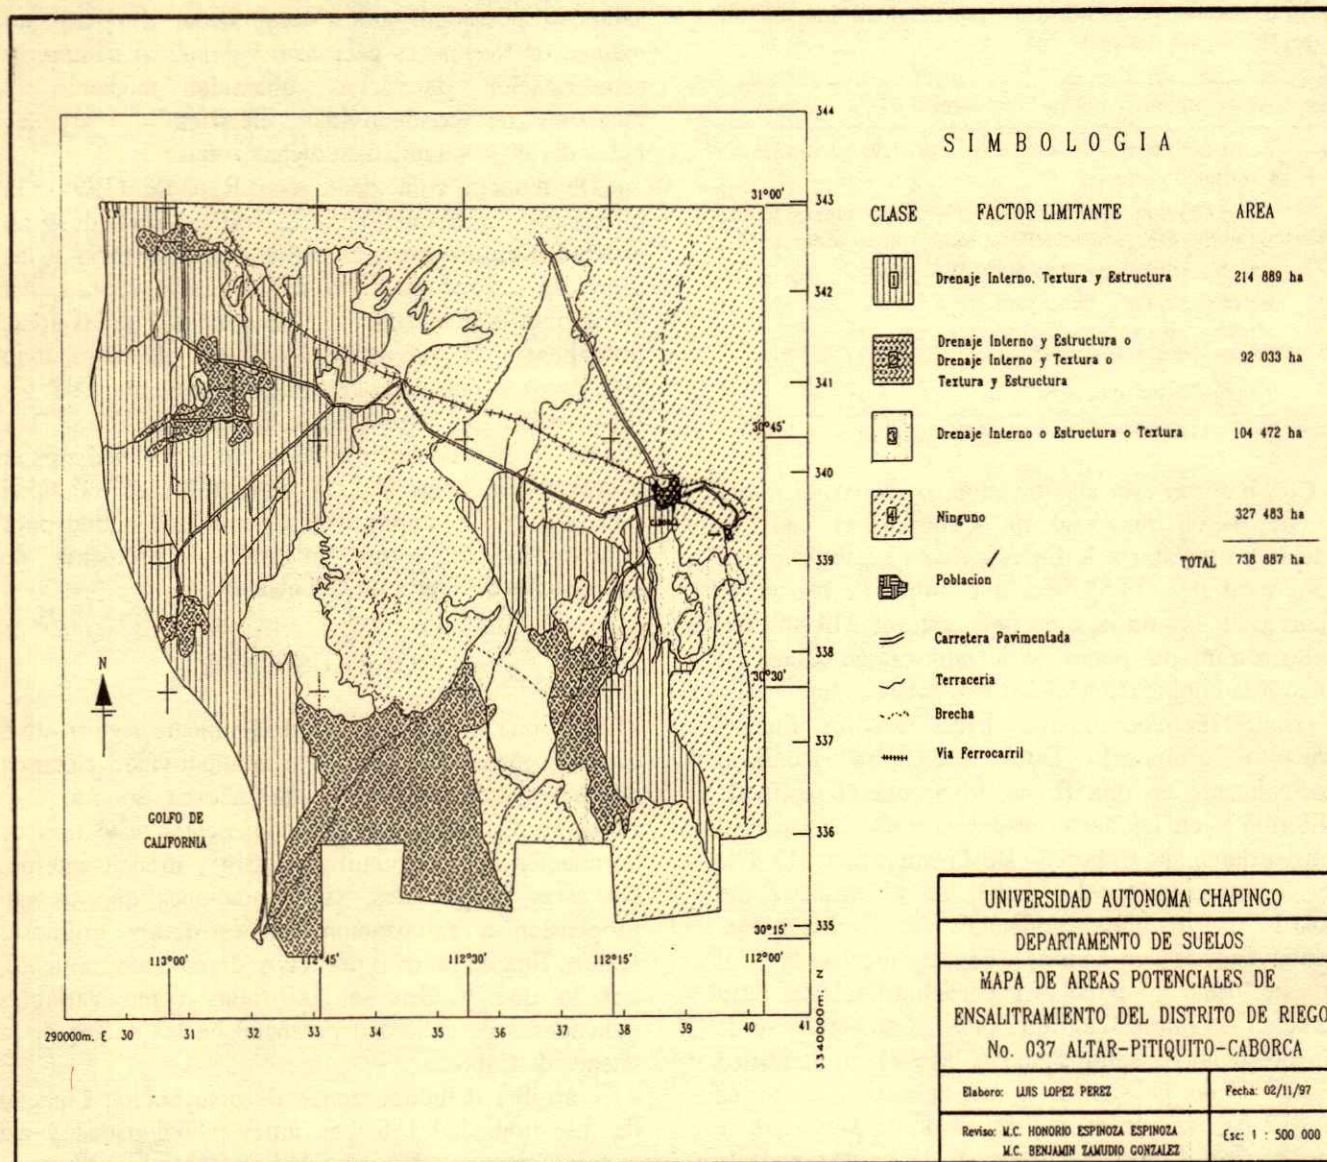 344
31°00'
343
342
341
30°45'
340
339
338
30°30'
337
336
335
30°15'
N
GOLFO DE
CALIFORNIA
113°00'
112°45'
112°30'
112°15'
112°00'
290000m. E
30
31
32
33
34
35
36
37
38
39
40
41
3340000m. N
SIMBOLOGIA
CLASE FACTOR LIMITANTE AREA
1 Drenaje Interno. Textura y Estructura 214 889 ha
Drenaje Interno y Estructura o
2 Drenaje Interno y Textura o 92 033 ha
Textura y Estructura
3 Drenaje Interno o Estructura o Textura 104 472 ha
4 Ninguno 327 483 ha
TOTAL 738 887 ha
Poblacion
Carretera Pavimentada
Terraceria
Brecha
Via Ferrocarril
UNIVERSIDAD AUTONOMA CHAPINGO
DEPARTAMENTO DE SUELOS
MAPA DE AREAS POTENCIALES DE
ENSALITRAMIENTO DEL DISTRITO DE RIEGO
No. 037 ALTAR-PITIQUITO-CABORCA
Elaboro: LUIS LOPEZ PEREZ
Fecha: 02/11/97
Reviso: M.C. HONORIO ESPINOZA ESPINOZA
M.C. BENJAMIN ZAMUDIO GONZALEZ
Esc: 1 : 500 000